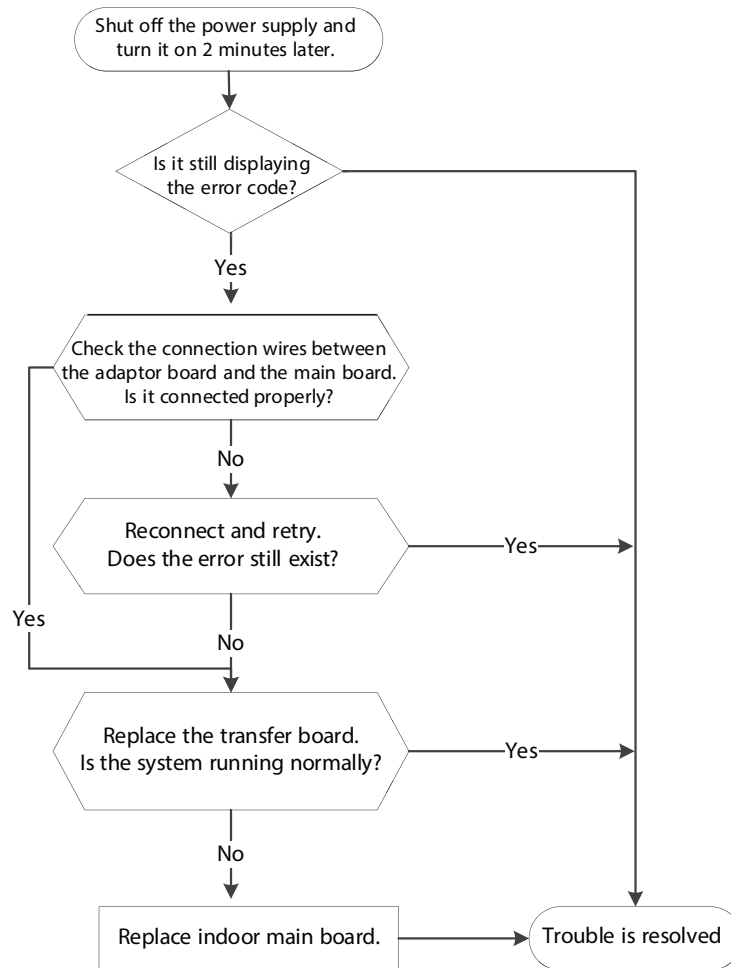 Shut off the power supply and
turn it on 2 minutes later.
Is it still displaying
the error code?
Yes
Check the connection wires between
the adaptor board and the main board.
Is it connected properly?
No
Reconnect and retry.
Does the error still exist?
Yes
Yes
No
Replace the transfer board.
Is the system running normally?
Yes
No
Replace indoor main board.
Trouble is resolved